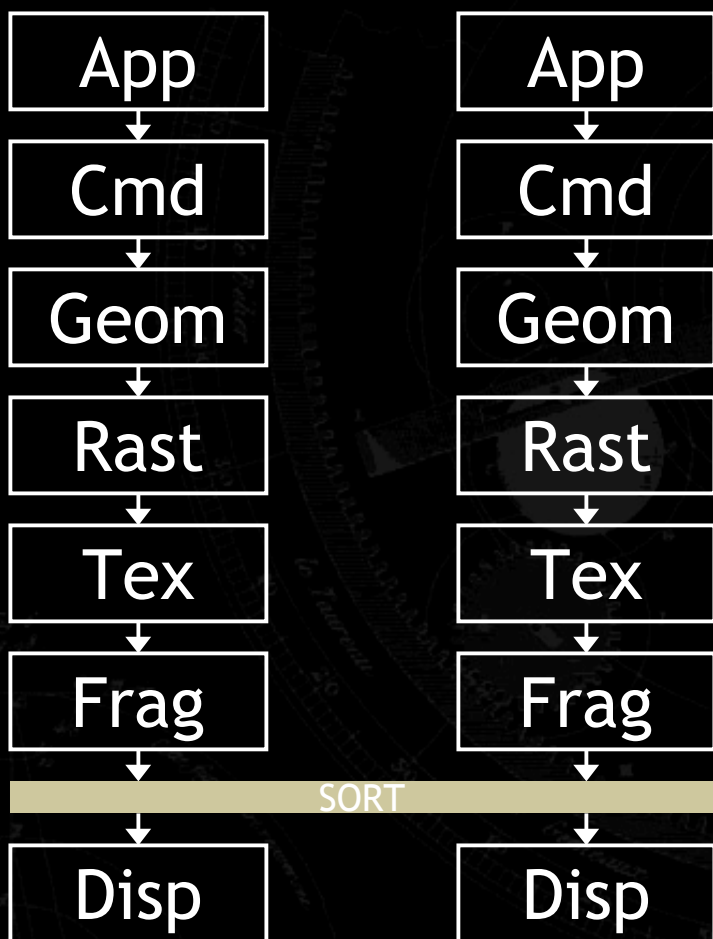 App App
Cmd Cmd
Geom Geom
Rast Rast
Tex Tex
Frag Frag
SORT
Disp Disp